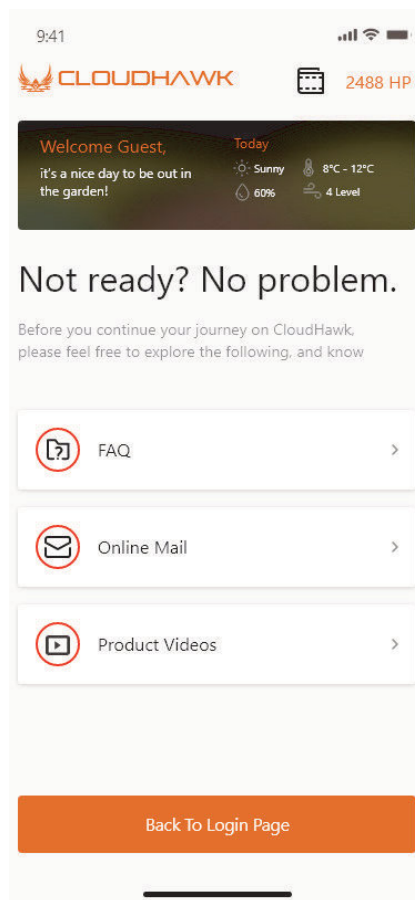 9:41
CLOUDHAWK
2488 HP
Welcome Guest,
it's a nice day to be out in
the garden!
Today
Sunny
8°C - 12°C
60%
4 Level
Not ready? No problem.
Before you continue your journey on CloudHawk,
please feel free to explore the following, and know
FAQ
Online Mail
Product Videos
Back To Login Page